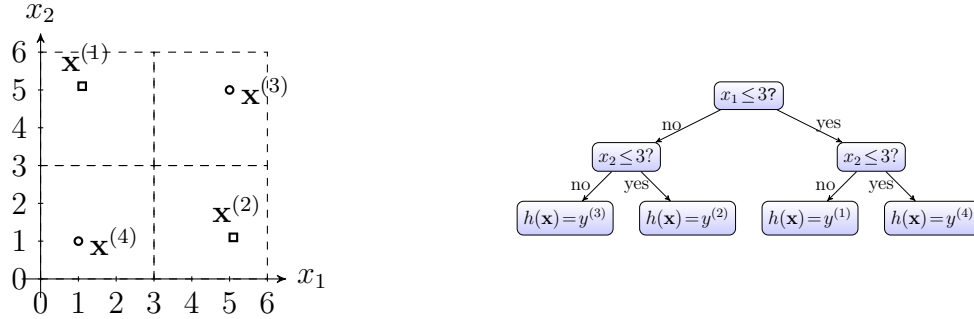 x₂
6
x⁽¹⁾
5
x⁽³⁾
4
3
2
x⁽²⁾
1
x⁽⁴⁾
0
x₁
0 1 2 3 4 5 6
x₁ ≤ 3?
no yes
x₂ ≤ 3? x₂ ≤ 3?
no yes no yes
h(x) = y⁽³⁾ h(x) = y⁽²⁾ h(x) = y⁽¹⁾ h(x) = y⁽⁴⁾